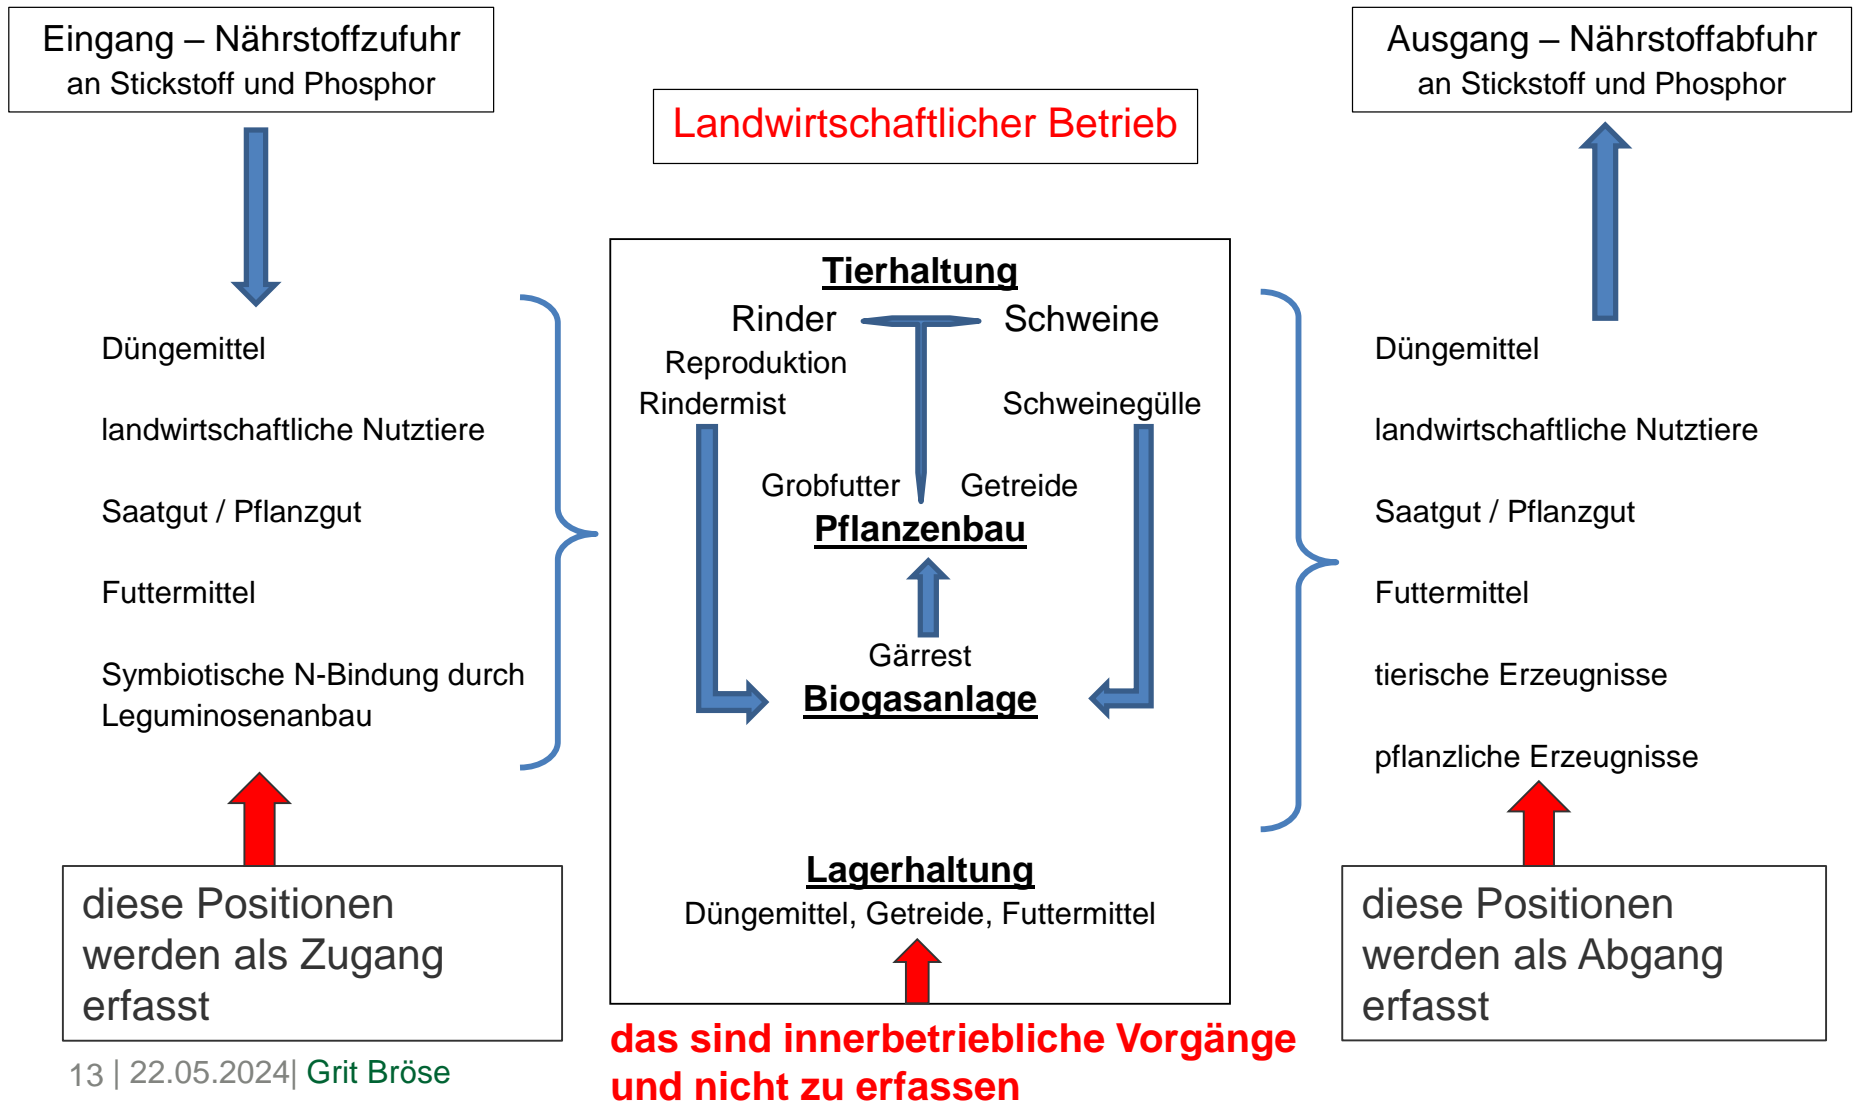 Eingang – Nährstoffzufuhr
an Stickstoff und Phosphor
Düngemittel
landwirtschaftliche Nutztiere
Saatgut / Pflanzgut
Futtermittel
Symbiotische N-Bindung durch
Leguminosenanbau
diese Positionen
werden als Zugang
erfasst
Landwirtschaftlicher Betrieb
Tierhaltung
Rinder Schweine
Reproduktion
Rindermist Schweinegülle
Grobfutter Getreide
Pflanzenbau
Gärrest
Biogasanlage
Lagerhaltung
Düngemittel, Getreide, Futtermittel
das sind innerbetriebliche Vorgänge
und nicht zu erfassen
Ausgang – Nährstoffabfuhr
an Stickstoff und Phosphor
Düngemittel
landwirtschaftliche Nutztiere
Saatgut / Pflanzgut
Futtermittel
tierische Erzeugnisse
pflanzliche Erzeugnisse
diese Positionen
werden als Abgang
erfasst
13 | 22.05.2024| Grit Bröse